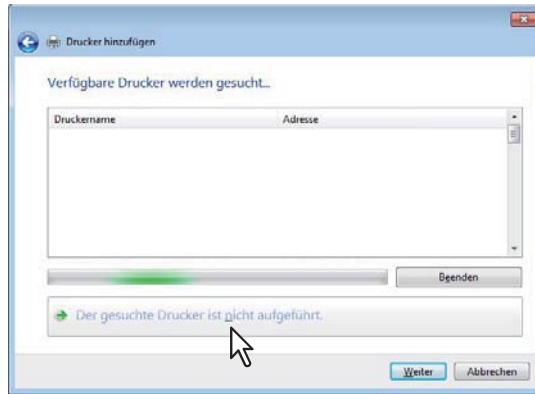 Drucker hinzufügen
Verfügbare Drucker werden gesucht...
Druckername Adresse
Beenden
Der gesuchte Drucker ist nicht aufgeführt.
Weiter Abbrechen